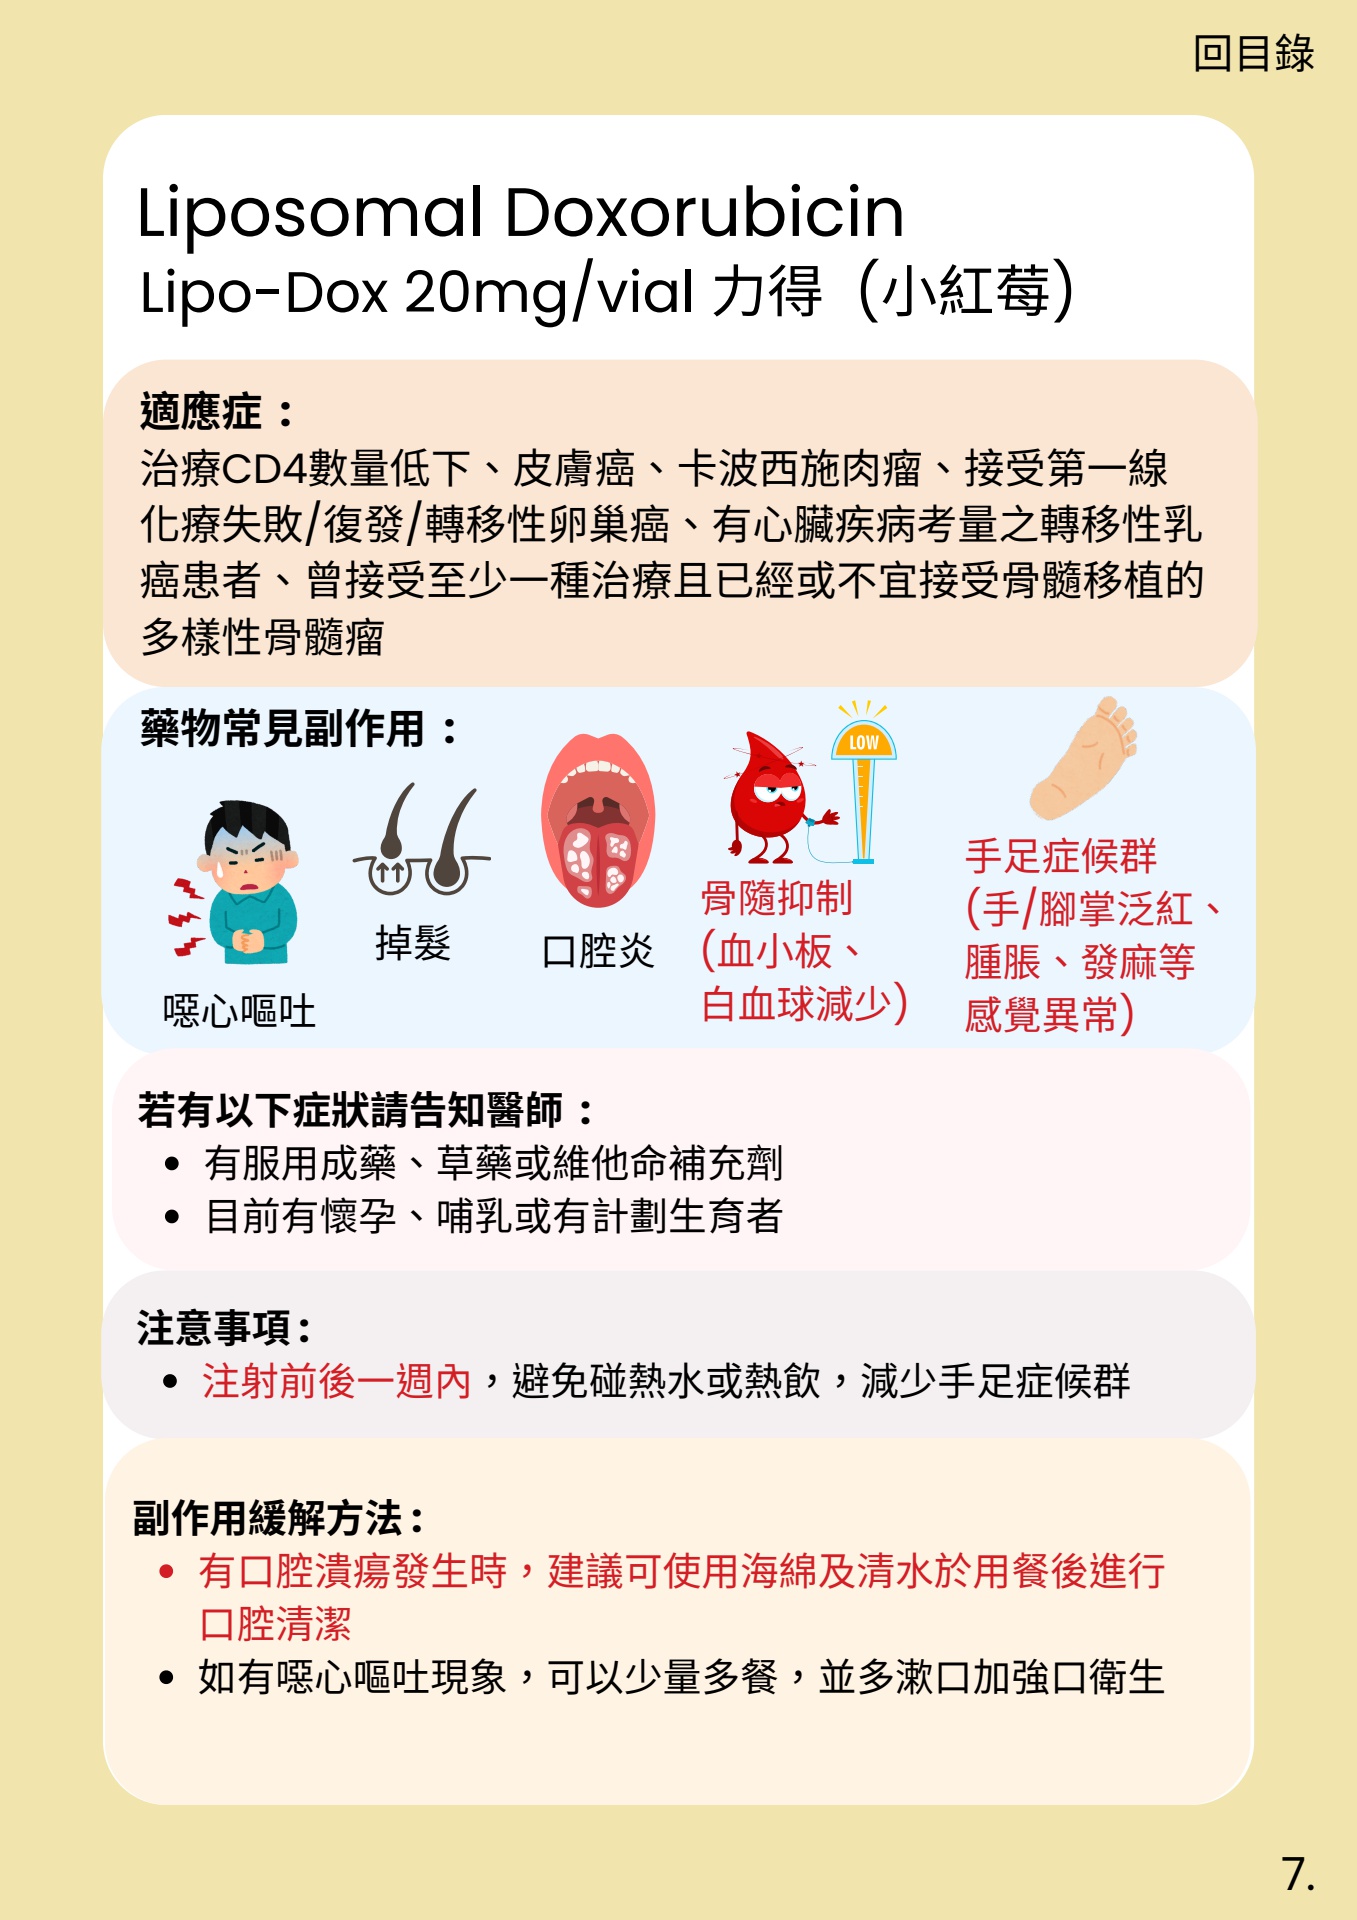 回目錄
Liposomal Doxorubicin
Lipo-Dox 20mg/vial 力得 (小紅莓)
適應症：
治療CD4數量低下、皮膚癌、卡波西施肉瘤、接受第一線
化療失敗/復發/轉移性卵巢癌、有心臟疾病考量之轉移性乳
癌患者、曾接受至少一種治療且已經或不宜接受骨髓移植的
多樣性骨髓瘤
藥物常見副作用：
噁心嘔吐
掉髮
口腔炎
LOW
骨隨抑制
(血小板、
白血球減少)
手足症候群
(手/腳掌泛紅、
腫脹、發麻等
感覺異常)
若有以下症狀請告知醫師：
• 有服用成藥、草藥或維他命補充劑
• 目前有懷孕、哺乳或有計劃生育者
注意事項：
• 注射前後一週內，避免碰熱水或熱飲，減少手足症候群
副作用緩解方法：
• 有口腔潰瘍發生時，建議可使用海綿及清水於用餐後進行
口腔清潔
• 如有噁心嘔吐現象，可以少量多餐，並多漱口加強口衛生
7.